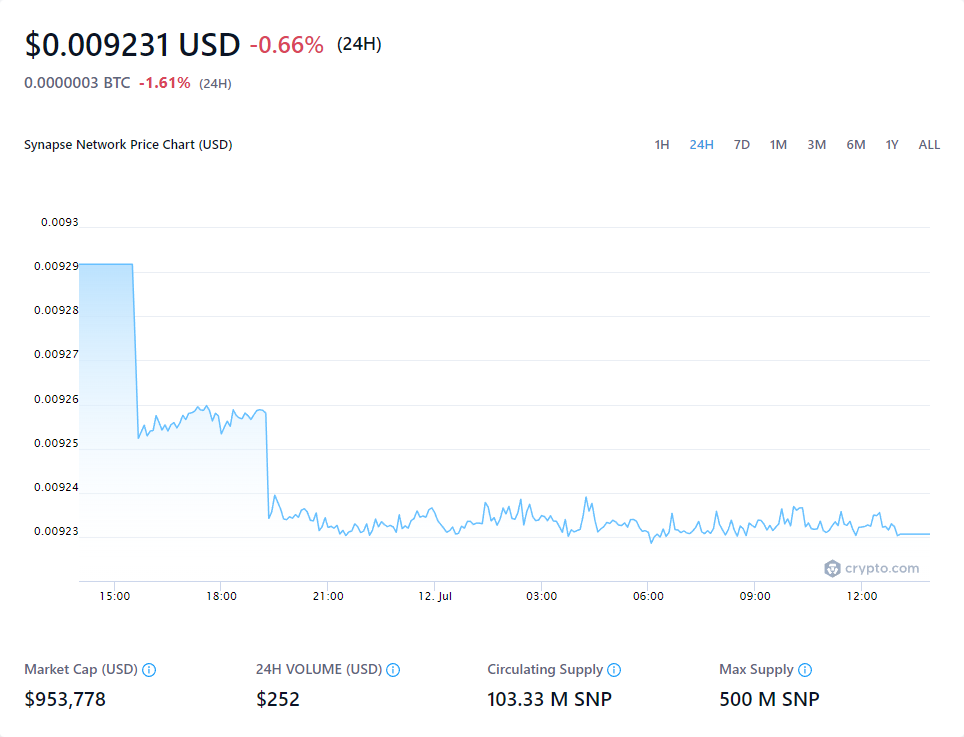 $0.009231 USD -0.66% (24H)
0.0000003 BTC -1.61% (24H)
Synapse Network Price Chart (USD)
1H 24H 7D 1M 3M 6M 1Y ALL
0.0093
0.00929
0.00928
0.00927
0.00926
0.00925
0.00924
0.00923
crypto.com
15:00 18:00 21:00 12. Jul 03:00 06:00 09:00 12:00
Market Cap (USD) 24H VOLUME (USD) Circulating Supply Max Supply
$953,778 $252 103.33 M SNP 500 M SNP